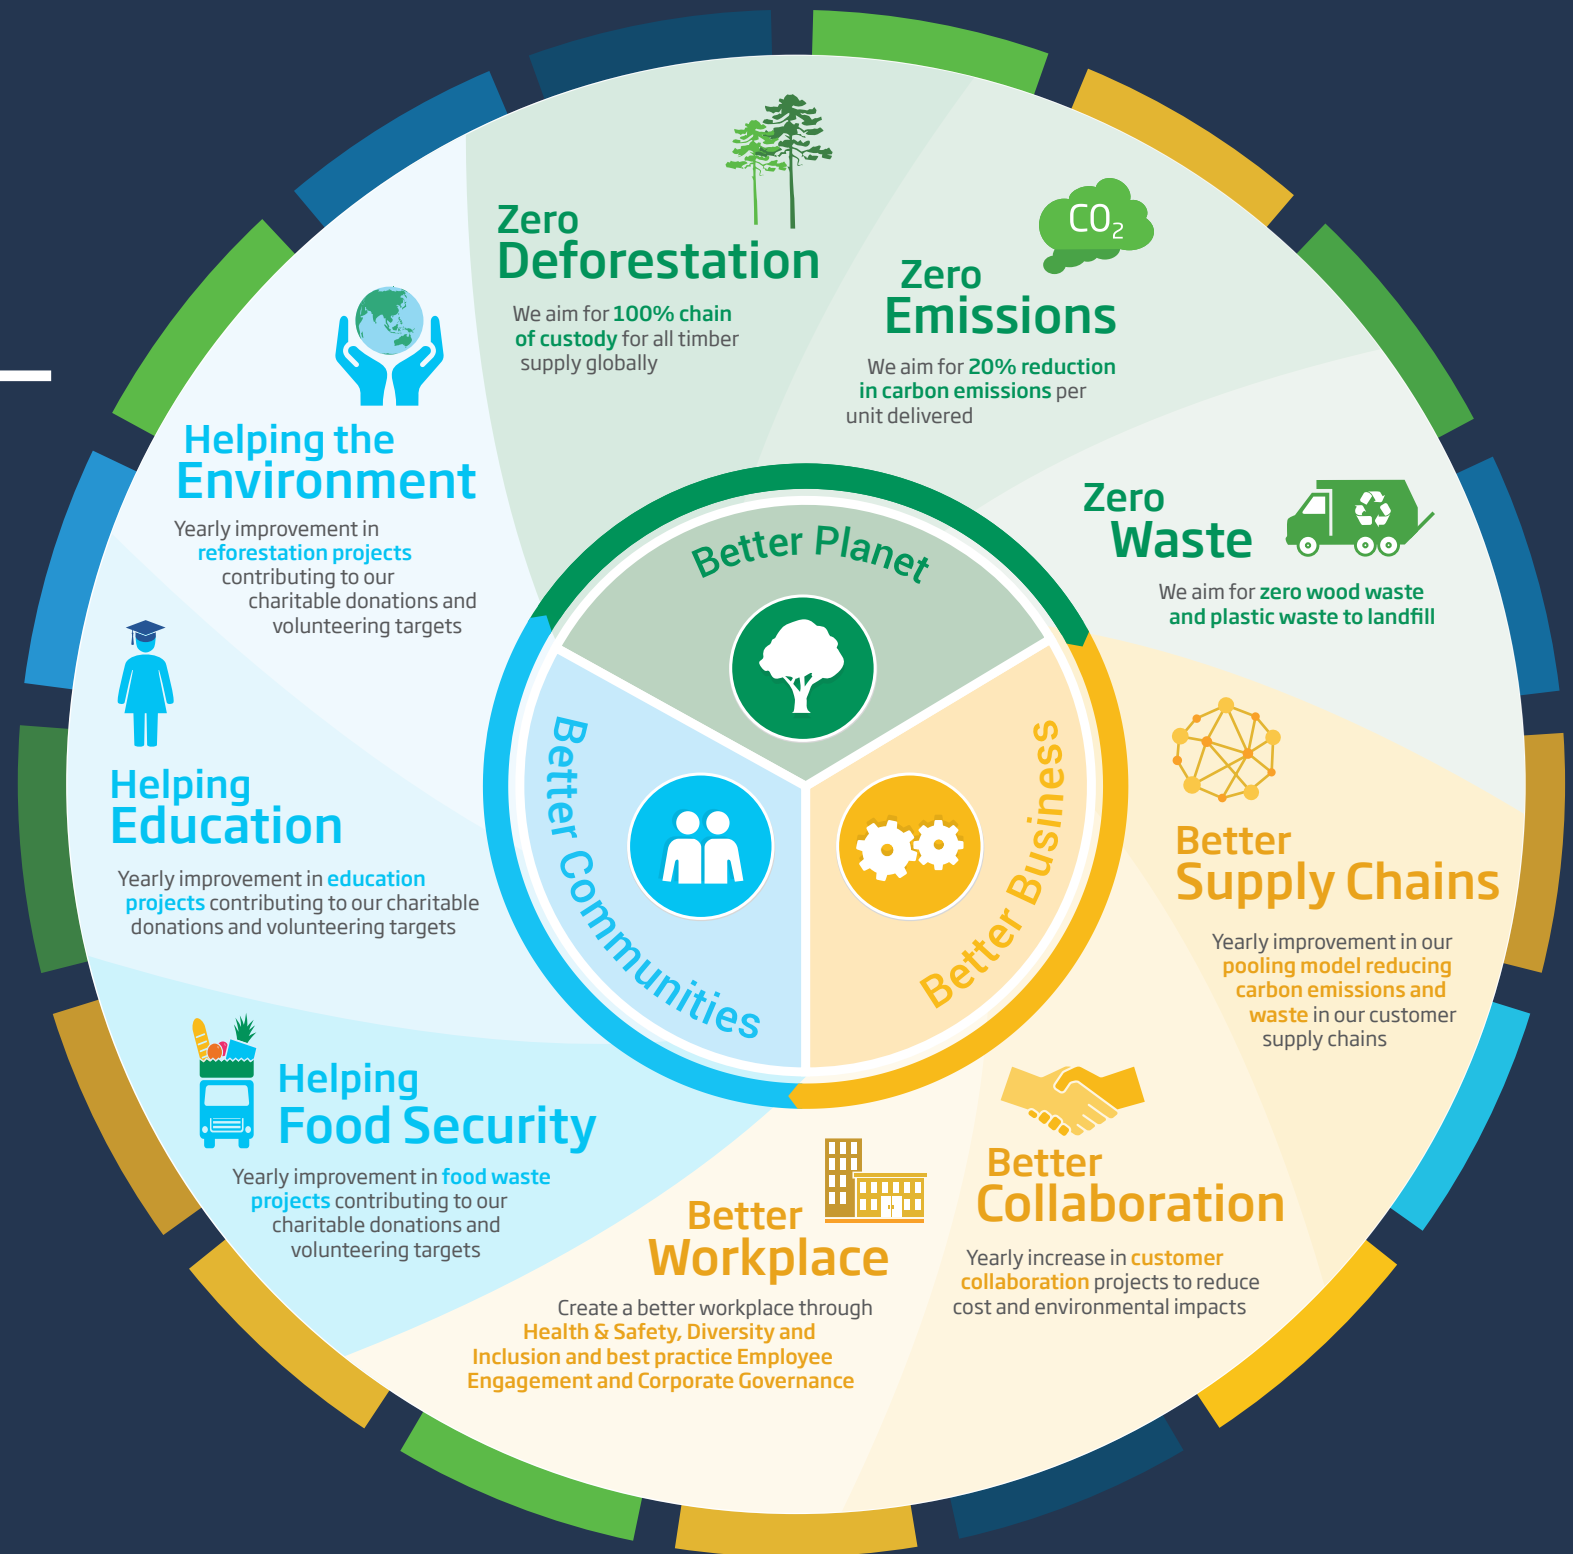 Zero
Deforestation
We aim for 100% chain
of custody for all timber
supply globally
CO₂
Zero
Emissions
We aim for 20% reduction
in carbon emissions per
unit delivered
Zero
Waste
We aim for zero wood waste
and plastic waste to landfill
Better
Supply Chains
Yearly improvement in our
pooling model reducing
carbon emissions and
waste in our customer
supply chains
Better
Collaboration
Yearly increase in customer
collaboration projects to reduce
cost and environmental impacts
Better
Workplace
Create a better workplace through
Health & Safety, Diversity and
Inclusion and best practice Employee
Engagement and Corporate Governance
Helping
Food Security
Yearly improvement in food waste
projects contributing to our
charitable donations and
volunteering targets
Helping
Education
Yearly improvement in education
projects contributing to our charitable
donations and volunteering targets
Helping the
Environment
Yearly improvement in
reforestation projects
contributing to our
charitable donations and
volunteering targets
Better Planet
Better Business
Better Communities